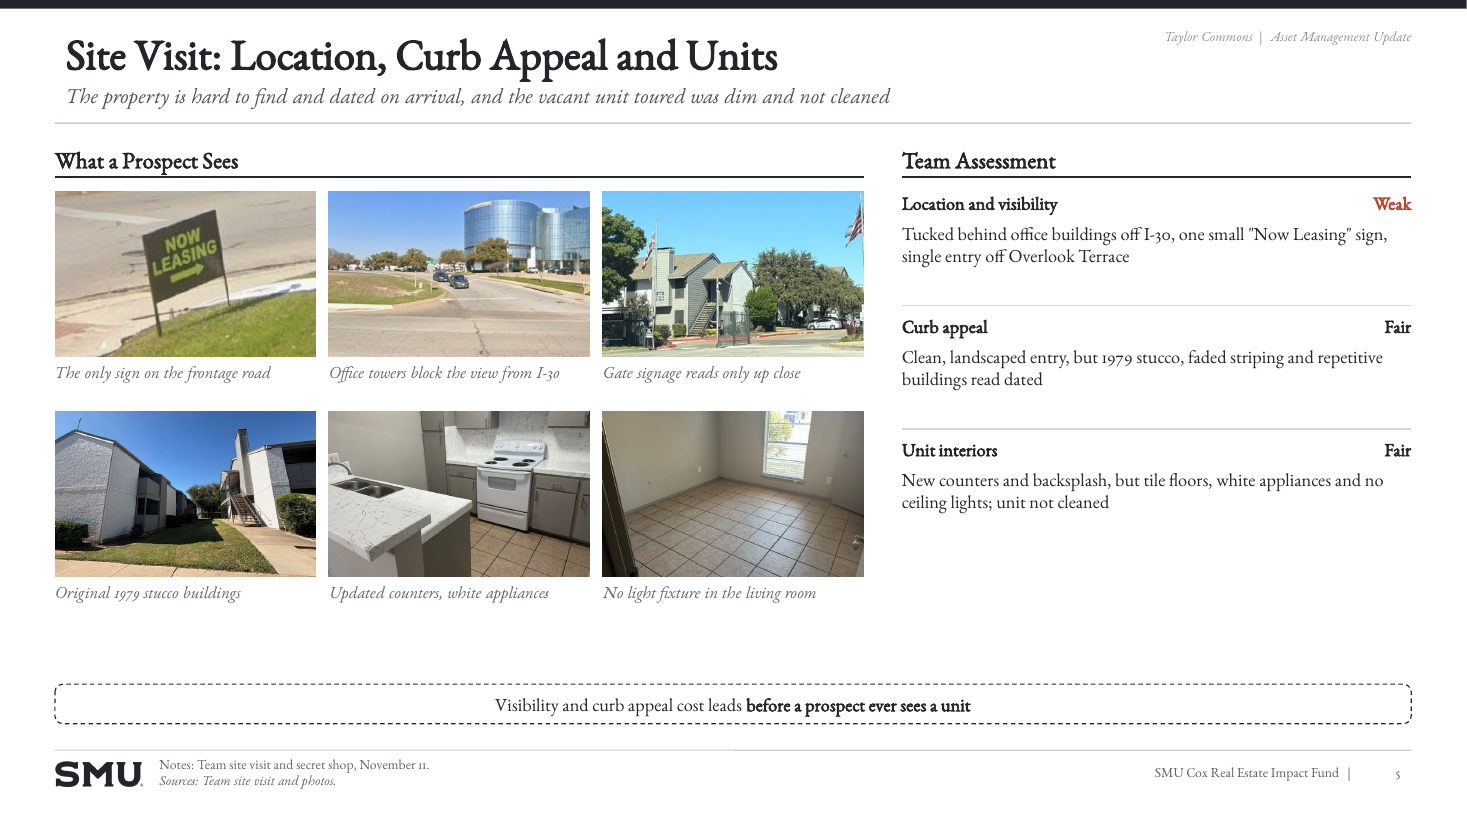 Taylor Commons | Asset Management Update
Site Visit: Location, Curb Appeal and Units
The property is hard to find and dated on arrival, and the vacant unit toured was dim and not cleaned
What a Prospect Sees
NOW
LEASING
The only sign on the frontage road
Office towers block the view from I-30
Gate signage reads only up close
Original 1979 stucco buildings
Updated counters, white appliances
No light fixture in the living room
Team Assessment
Location and visibility
Weak
Tucked behind office buildings off I-30, one small "Now Leasing" sign,
single entry off Overlook Terrace
Curb appeal
Fair
Clean, landscaped entry, but 1979 stucco, faded striping and repetitive
buildings read dated
Unit interiors
Fair
New counters and backsplash, but tile floors, white appliances and no
ceiling lights; unit not cleaned
Visibility and curb appeal cost leads before a prospect ever sees a unit
SMU
Notes: Team site visit and secret shop, November 11.
Sources: Team site visit and photos.
SMU Cox Real Estate Impact Fund |
5